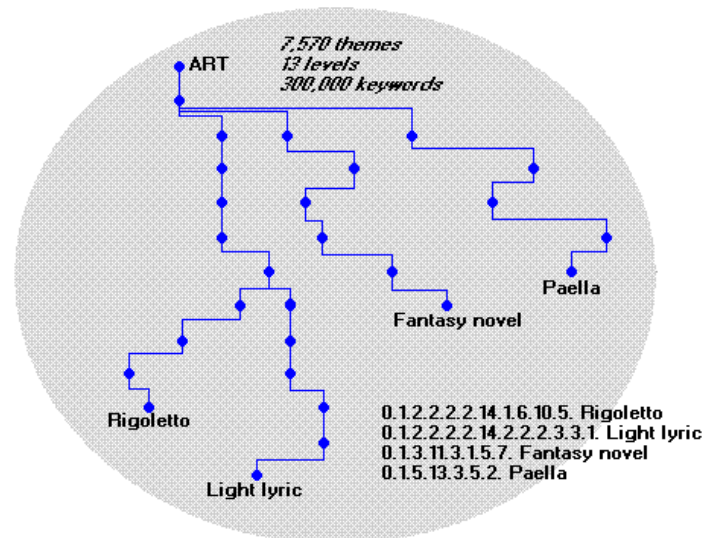 ART
7,570 themes
13 levels
300,000 keywords
Paella
Fantasy novel
Rigoletto
Light lyric
0.1.2.2.2.2.14.1.6.10.5. Rigoletto
0.1.2.2.2.2.14.2.2.2.3.3.1. Light lyric
0.1.3.11.3.1.5.7. Fantasy novel
0.1.5.13.3.5.2. Paella